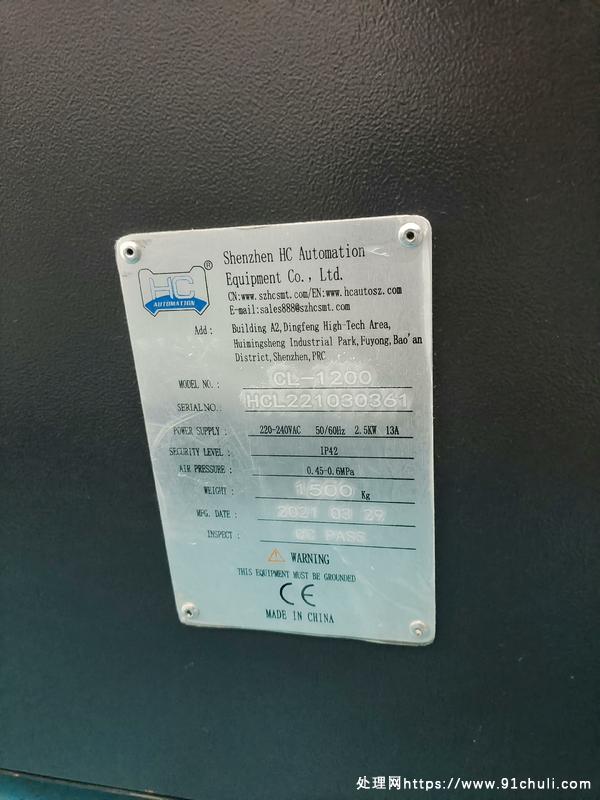 HC
AUTOMATION
®
Shenzhen HC Automation
Equipment Co., Ltd.
CN:www.szhcsmt.com/EN:www.hcautosz.com
E-mail:sales888@szhcsmt.com
Add: Building A2,Dingfeng High-Tech Area,
Huimingsheng Industrial Park,Fuyong,Bao'an
District,Shenzhen,PRC
MODEL NO.: CL-1200
SERIAL NO.: HCL221030361
POWER SUPPLY: 220-240VAC 50/60Hz 2.5KW 13A
SECURITY LEVEL: IP42
AIR PRESSURE: 0.45-0.6MPa
WEIGHT: 1500 Kg
MFG. DATE: 2021 03 29
INSPECT: QC PASS
WARNING
THIS EQUIPMENT MUST BE GROUNDED
CE
MADE IN CHINA
处理网https://www.91chuli.com